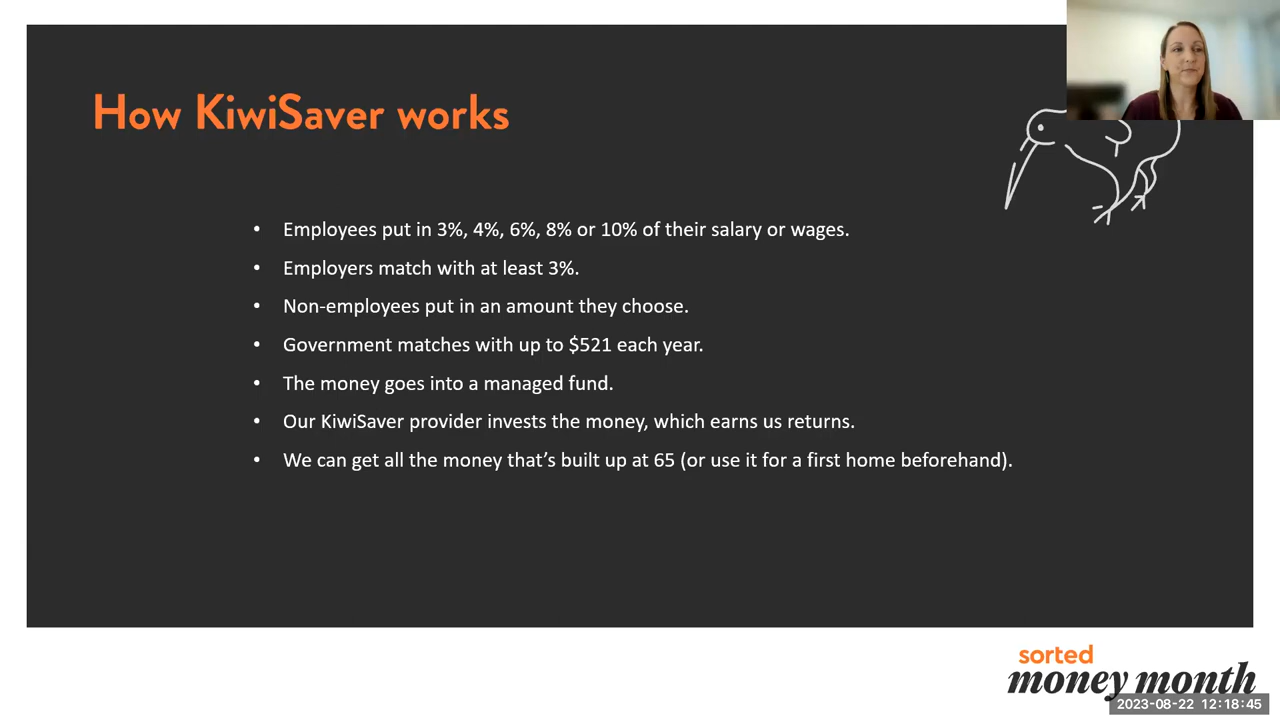 How KiwiSaver works
• Employees put in 3%, 4%, 6%, 8% or 10% of their salary or wages.
• Employers match with at least 3%.
• Non-employees put in an amount they choose.
• Government matches with up to $521 each year.
• The money goes into a managed fund.
• Our KiwiSaver provider invests the money, which earns us returns.
• We can get all the money that’s built up at 65 (or use it for a first home beforehand).
sorted
money month
2023-08-22 12:18:45